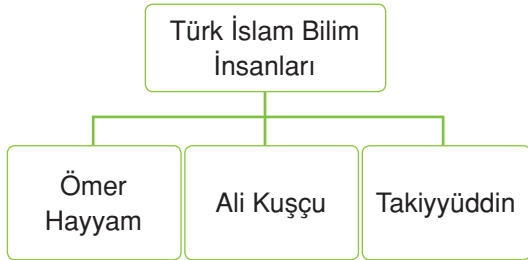 Türk İslam Bilim
İnsanları
Ömer
Hayyam
Ali Kuşçu
Takiyyüddin